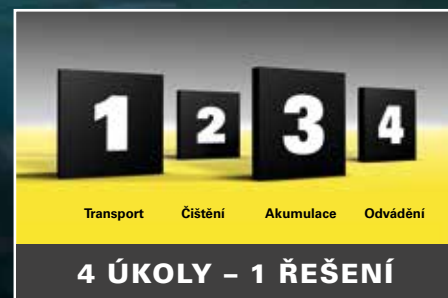 1 2 3 4
Transport Čištění Akumulace Odvádění
4 ÚKOLY – 1 ŘEŠENÍ